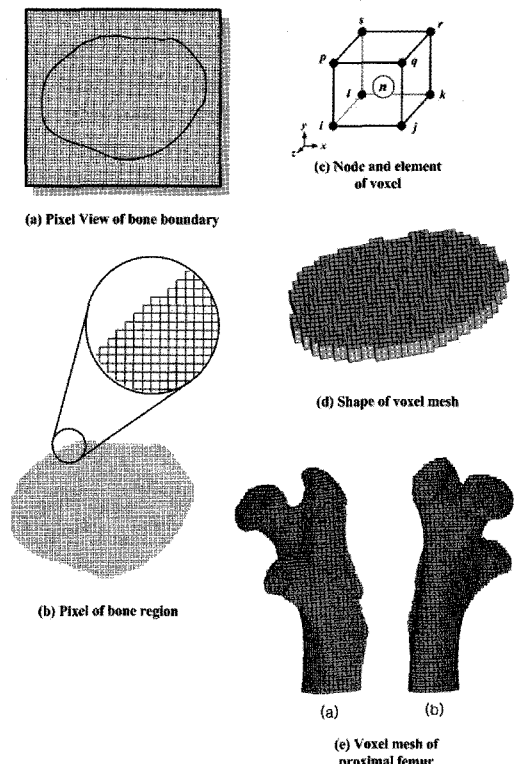 (a) Pixel View of bone boundary
s
r
p
q
l
n
k
i
j
y
z
x
(c) Node and element
of voxel
(d) Shape of voxel mesh
(b) Pixel of bone region
(a)
(b)
(e) Voxel mesh of
proximal femur